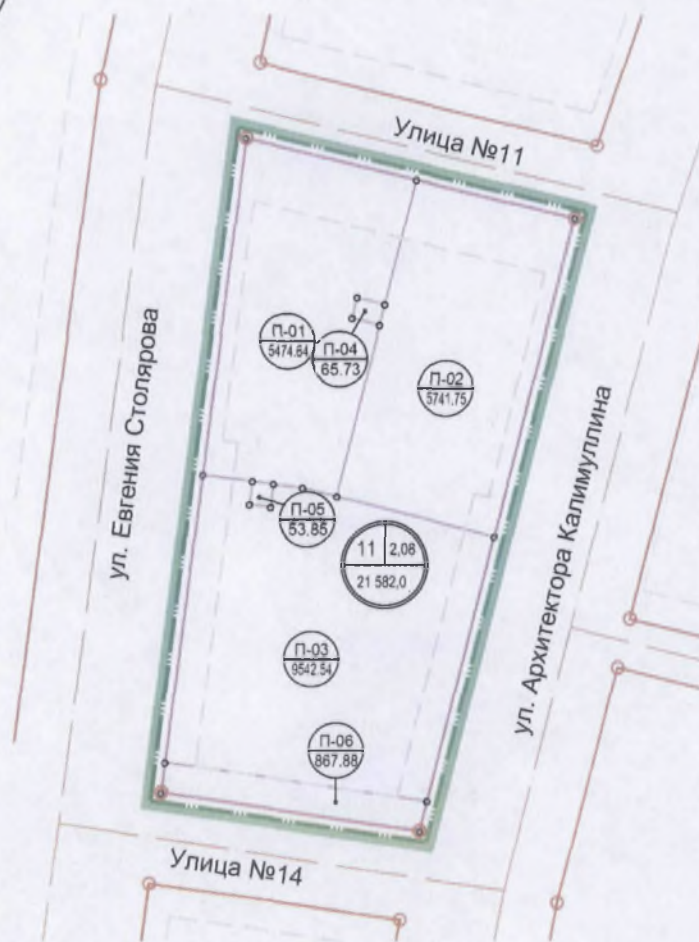 Улица №11
П-01
5474.64
П-04
65.73
П-02
5741.75
ул. Евгения Столярова
ул. Архитектора Калимуллина
П-05
53.85
11 2,08
21 582,0
П-03
9542.54
П-06
867.88
Улица №14